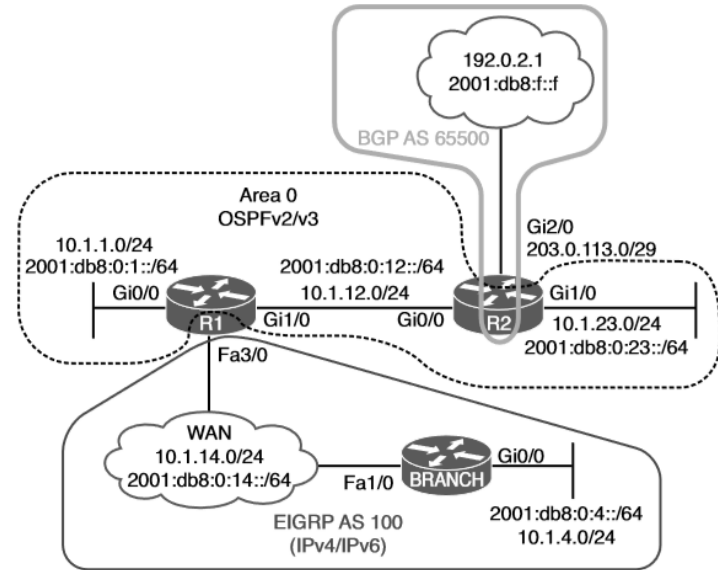 192.0.2.1
2001:db8:f::f
BGP AS 65500
Area 0
OSPFv2/v3
Gi2/0
203.0.113.0/29
10.1.1.0/24
2001:db8:0:1::/64
2001:db8:0:12::/64
10.1.12.0/24
Gi0/0
R1
Gi1/0
Gi0/0
R2
Gi1/0
10.1.23.0/24
2001:db8:0:23::/64
Fa3/0
WAN
10.1.14.0/24
2001:db8:0:14::/64
Fa1/0
BRANCH
Gi0/0
2001:db8:0:4::/64
10.1.4.0/24
EIGRP AS 100
(IPv4/IPv6)